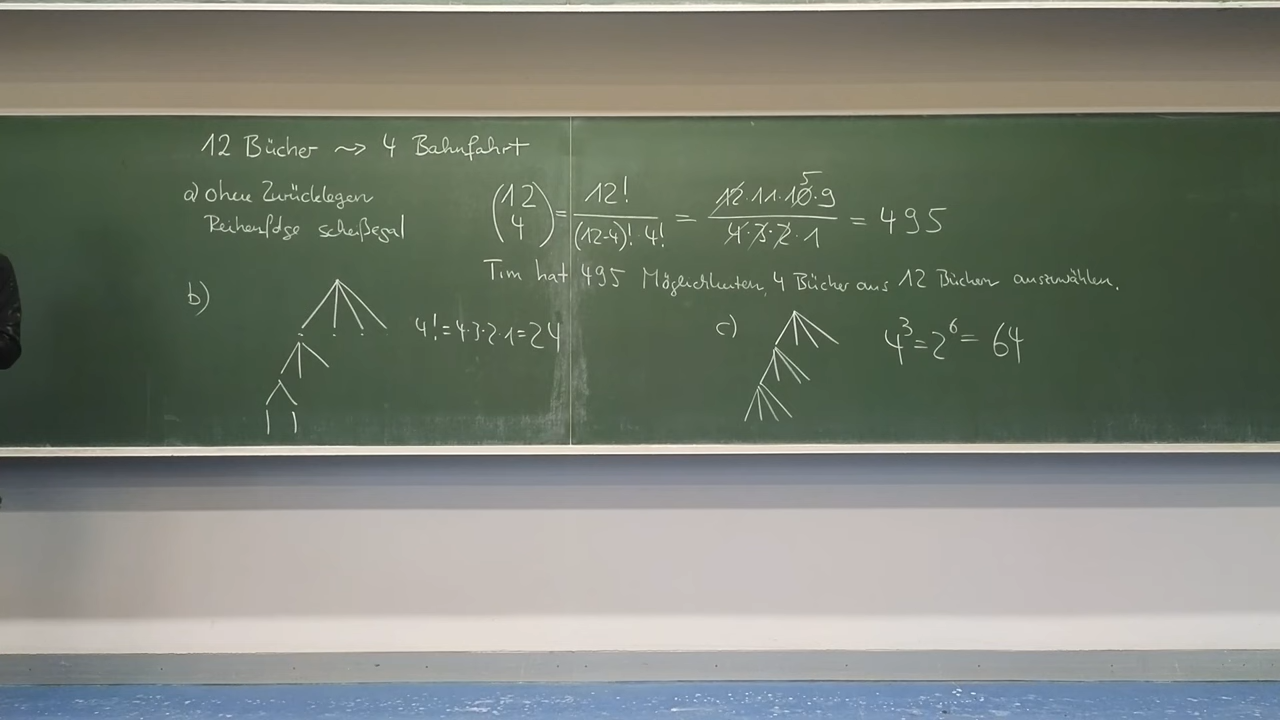 12 Bücher ⤳ 4 Bahnfahrt
a) Ohne Zurücklegen
Reihenfolge scheißegal
(12 4) = 12! / (12-4)! · 4! = 12·11·10·9 5 / 4·3·2·1 = 495
Tim hat 495 Möglichkeiten, 4 Bücher aus 12 Büchern auszuwählen.
b) 4! = 4·3·2·1 = 24
c) 4³ = 2⁶ = 64